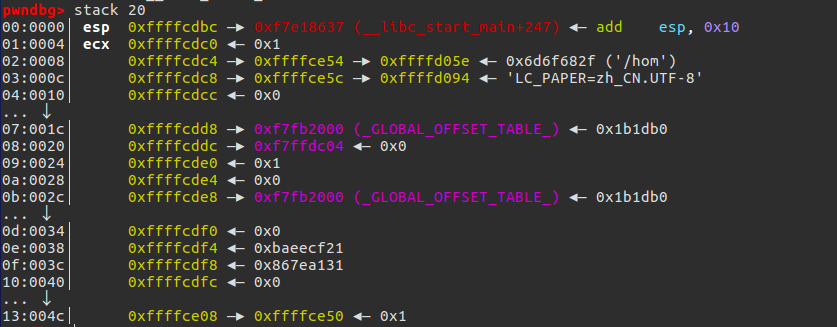 pwndbg> stack 20
00:0000│ esp 0xffffcdbc —▸ 0xf7e18637 (__libc_start_main+247) ◂— add esp, 0x10
01:0004│ ecx 0xffffcdc0 ◂— 0x1
02:0008│ 0xffffcdc4 —▸ 0xffffce54 —▸ 0xffffd05e ◂— 0x6d6f682f ('/hom')
03:000c│ 0xffffcdc8 —▸ 0xffffce5c —▸ 0xffffd094 ◂— 'LC_PAPER=zh_CN.UTF-8'
04:0010│ 0xffffcdcc ◂— 0x0
... ↓
07:001c│ 0xffffcdd8 —▸ 0xf7fb2000 (_GLOBAL_OFFSET_TABLE_) ◂— 0x1b1db0
08:0020│ 0xffffcddc —▸ 0xf7ffdc04 ◂— 0x0
09:0024│ 0xffffcde0 ◂— 0x1
0a:0028│ 0xffffcde4 ◂— 0x0
0b:002c│ 0xffffcde8 —▸ 0xf7fb2000 (_GLOBAL_OFFSET_TABLE_) ◂— 0x1b1db0
... ↓
0d:0034│ 0xffffcdf0 ◂— 0x0
0e:0038│ 0xffffcdf4 ◂— 0xbaeecf21
0f:003c│ 0xffffcdf8 ◂— 0x867ea131
10:0040│ 0xffffcdfc ◂— 0x0
... ↓
13:004c│ 0xffffce08 —▸ 0xffffce50 ◂— 0x1